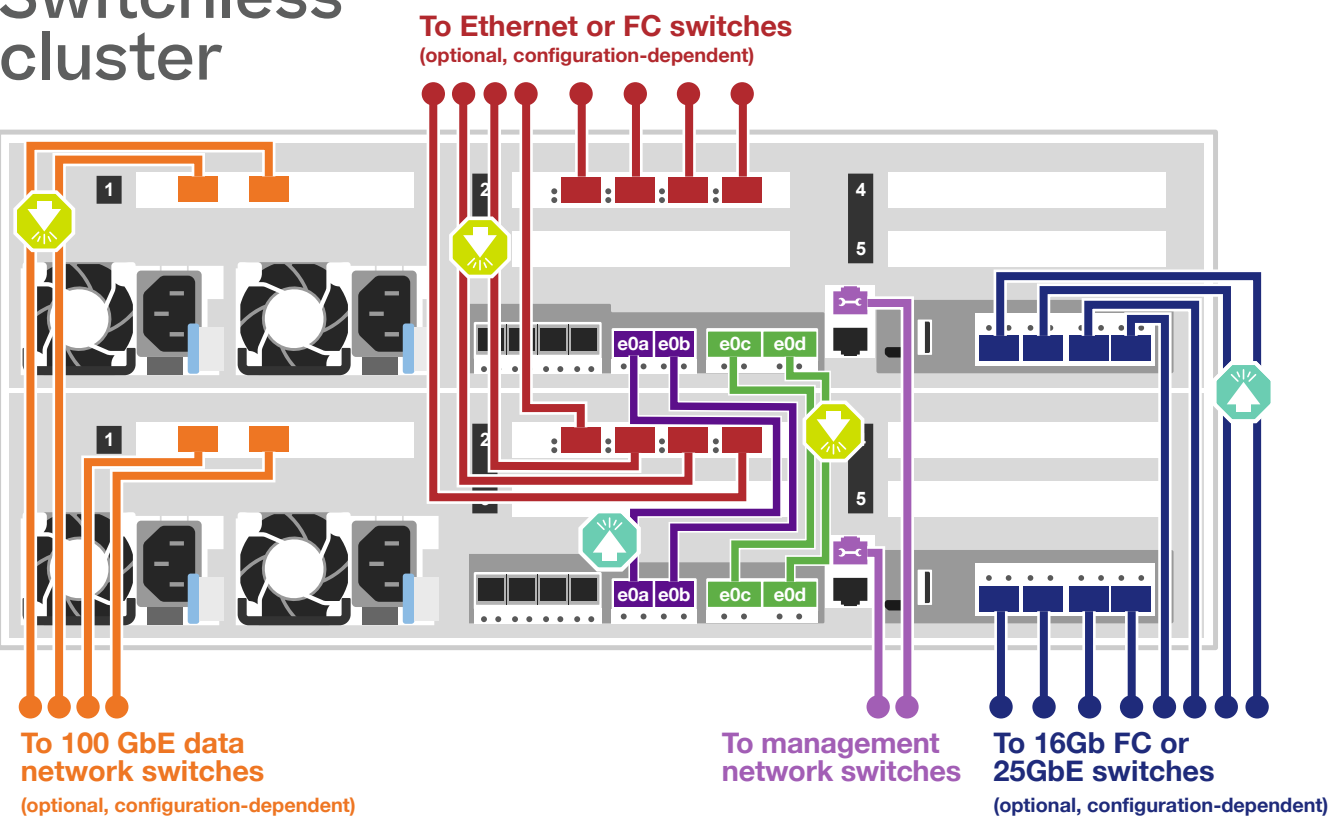 Switchless
cluster
To Ethernet or FC switches
(optional, configuration-dependent)
1
2
4
5
e0a e0b e0c e0d
1
2
5
e0a e0b e0c e0d
To 100 GbE data
network switches
(optional, configuration-dependent)
To management
network switches
To 16Gb FC or
25GbE switches
(optional, configuration-dependent)